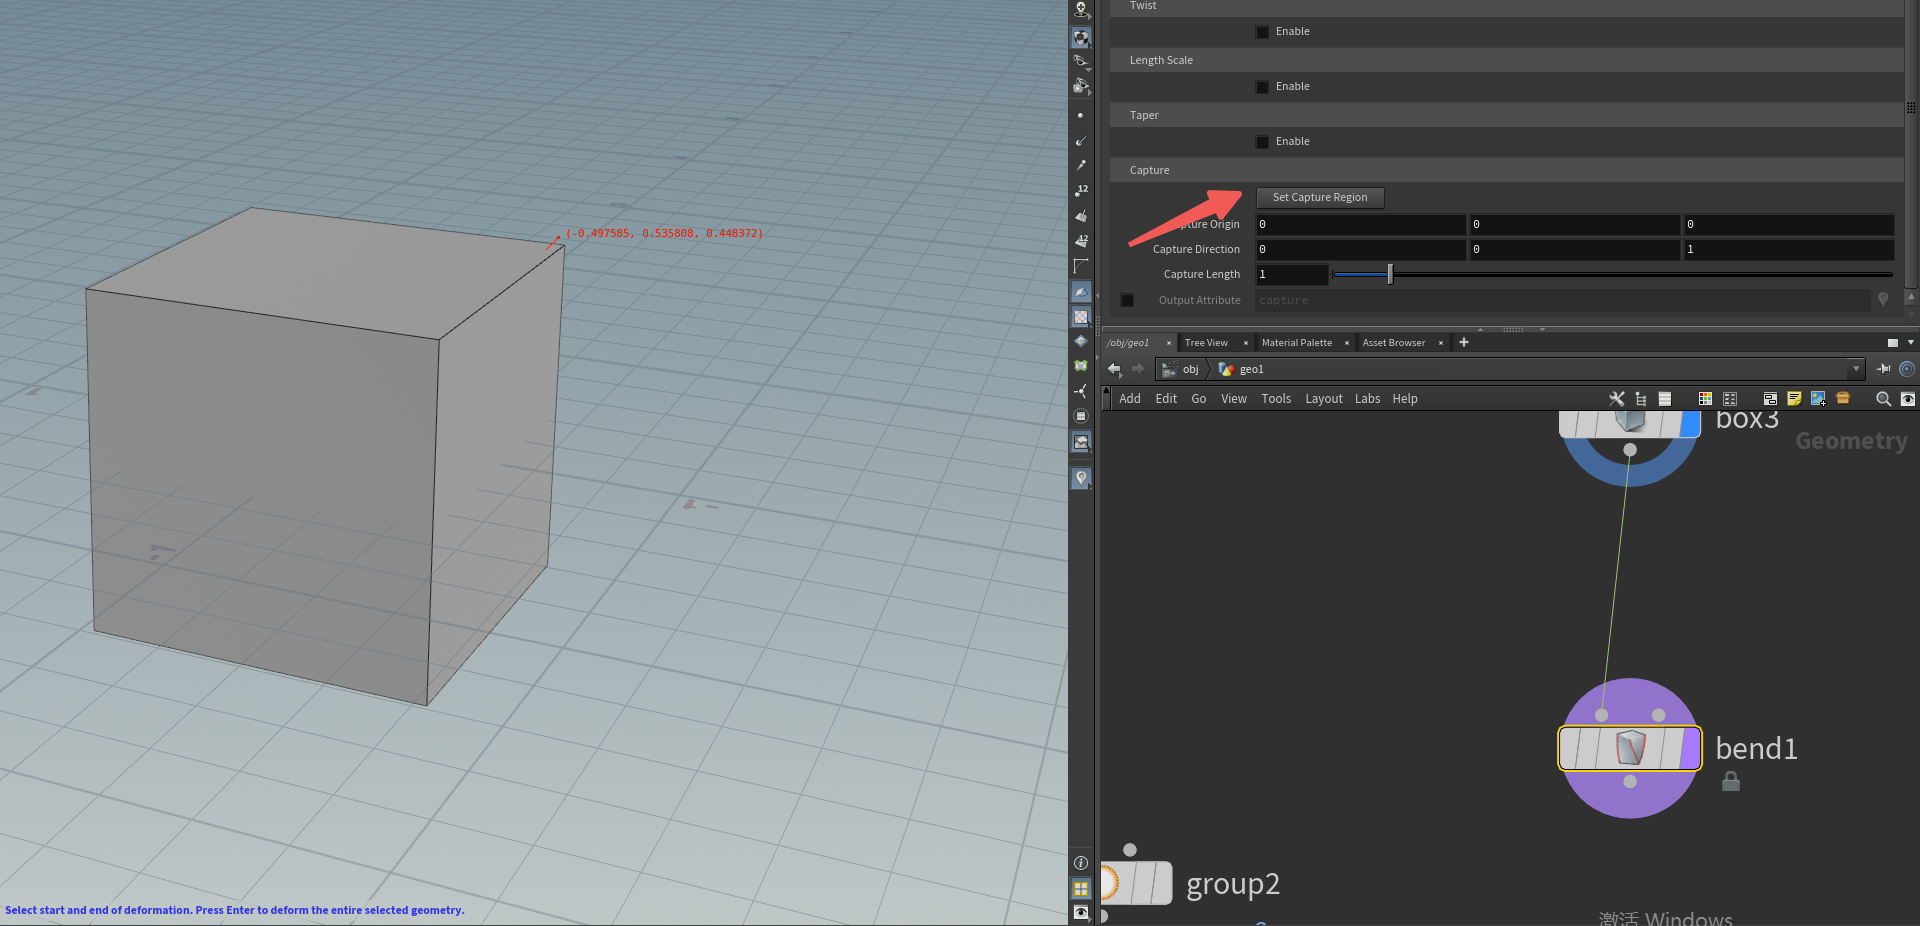 Twist
Enable
Length Scale
Enable
Taper
Enable
Capture
Set Capture Region
pture Origin 0 0 0
Capture Direction 0 0 1
Capture Length 1
Output Attribute capture
(-0.497585, 0.535808, 0.448372)
12
12
/obj/geo1 × Tree View × Material Palette × Asset Browser × +
obj geo1
Add Edit Go View Tools Layout Labs Help
box3
Geometry
bend1
group2
Select start and end of deformation. Press Enter to deform the entire selected geometry.
激活 Windows